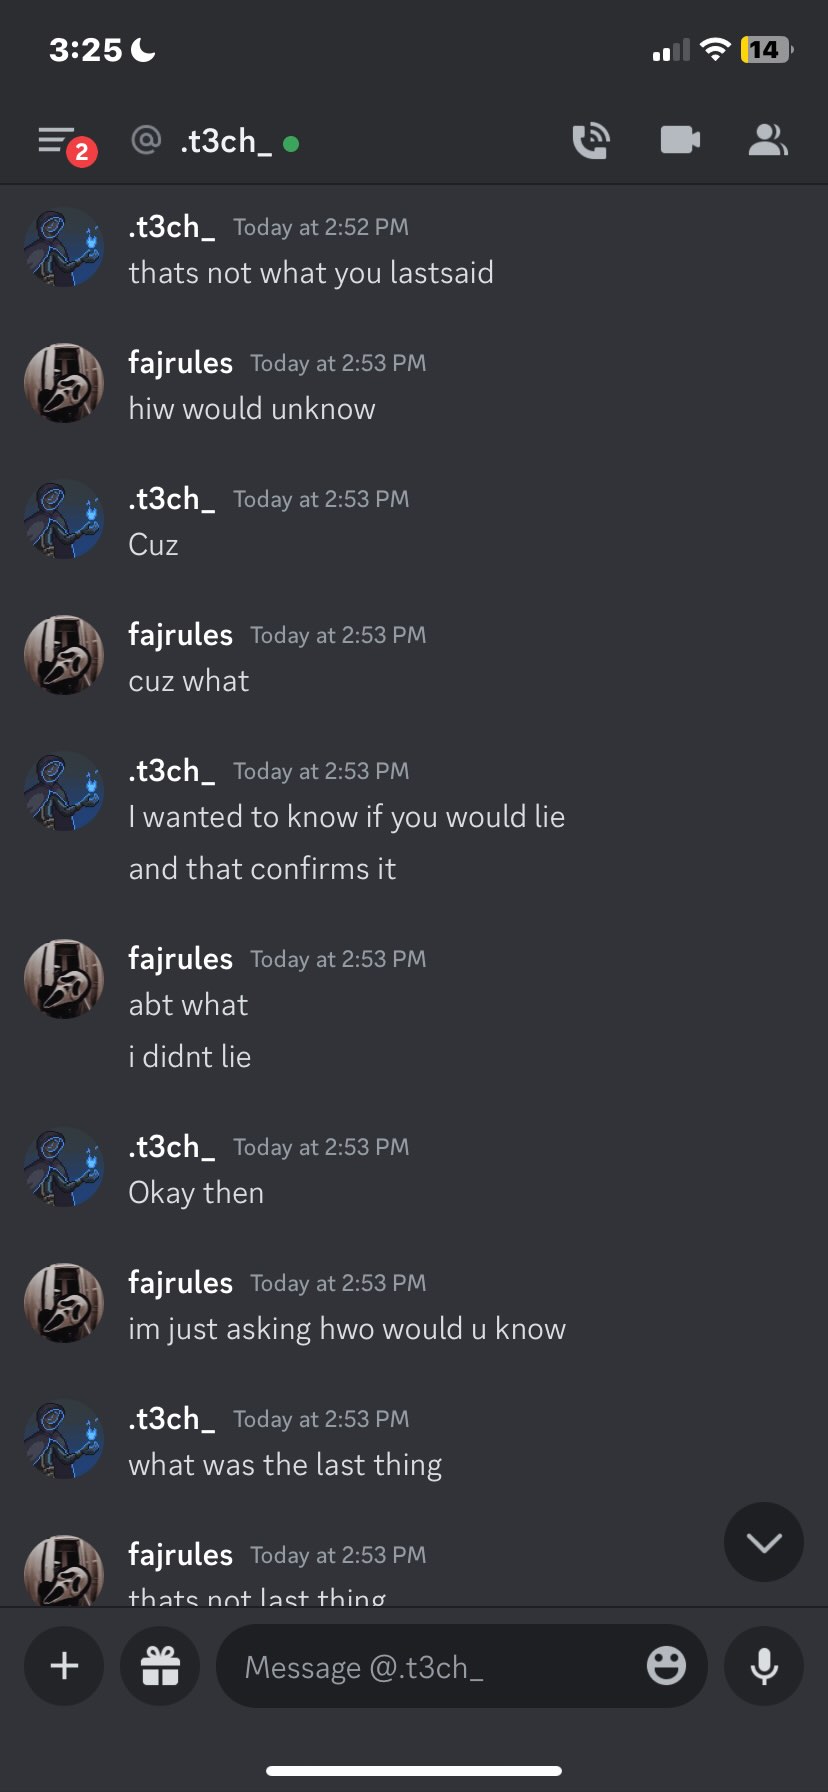 3:25
14
2
@ .t3ch_
.t3ch_ Today at 2:52 PM
thats not what you lastsaid
fajrules Today at 2:53 PM
hiw would unknow
.t3ch_ Today at 2:53 PM
Cuz
fajrules Today at 2:53 PM
cuz what
.t3ch_ Today at 2:53 PM
I wanted to know if you would lie
and that confirms it
fajrules Today at 2:53 PM
abt what
i didnt lie
.t3ch_ Today at 2:53 PM
Okay then
fajrules Today at 2:53 PM
im just asking hwo would u know
.t3ch_ Today at 2:53 PM
what was the last thing
fajrules Today at 2:53 PM
thats not last thing
Message @.t3ch_